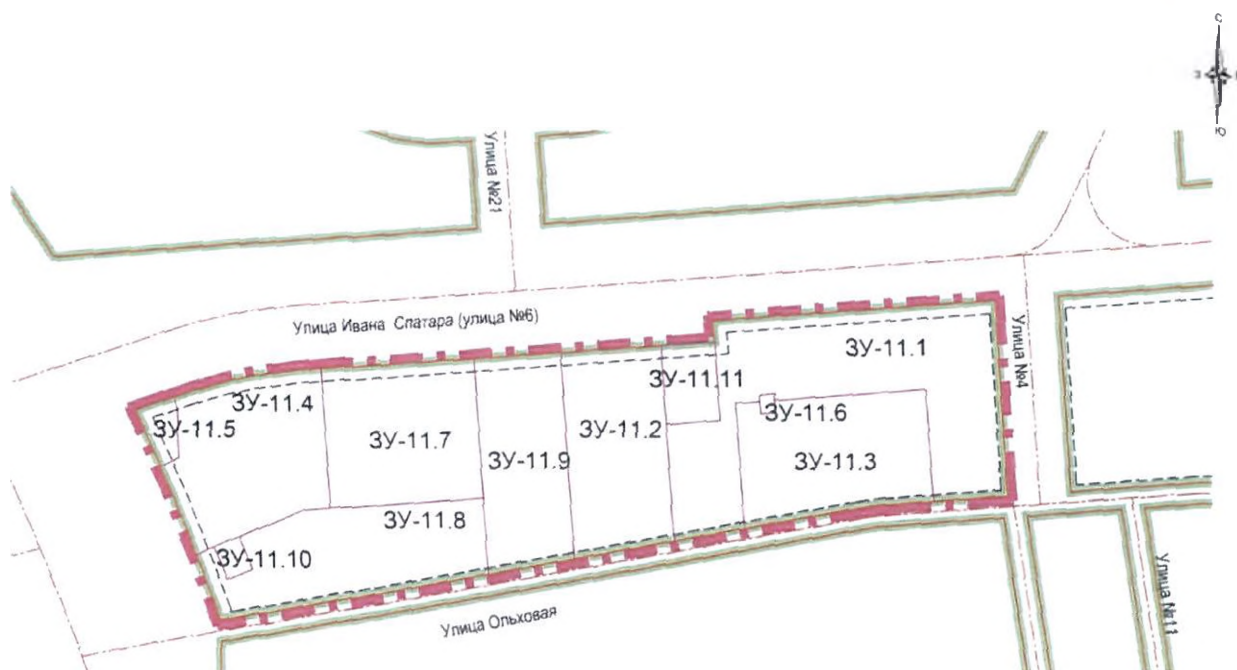 С
З
Ю
Улица №21
Улица Ивана Спатара (улица №6)
Улица №4
ЗУ-11.1
ЗУ-11.11
ЗУ-11.4
ЗУ-11.5
ЗУ-11.6
ЗУ-11.7
ЗУ-11.2
ЗУ-11.9
ЗУ-11.3
ЗУ-11.8
ЗУ-11.10
Улица Ольховая
Улица №11